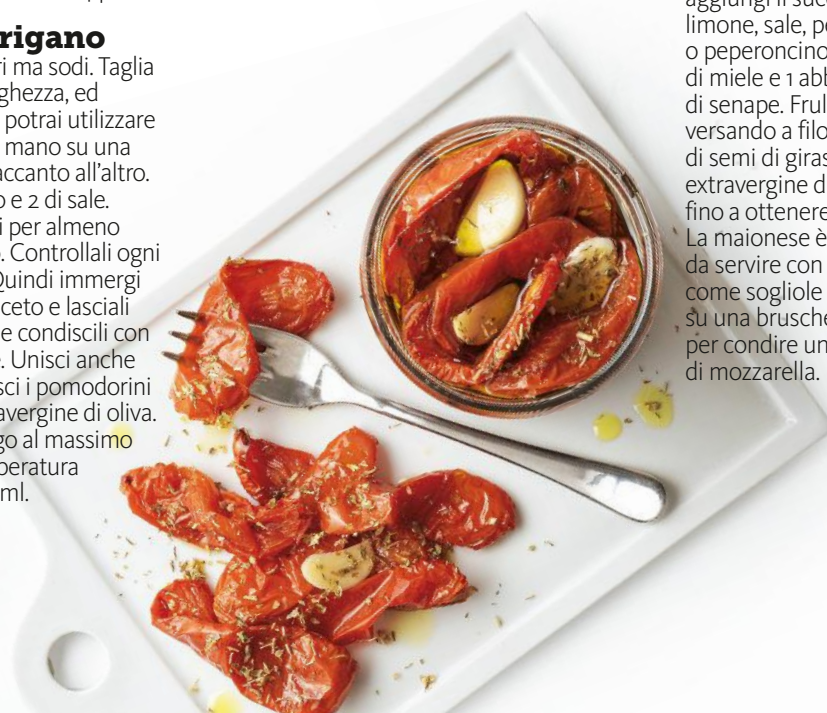 rigano
ri ma sodi. Taglia
ghezza, ed
potrai utilizzare
mano su una
accanto all’altro.
o e 2 di sale.
i per almeno
. Controllali ogni
Quindi immergi
ceto e lasciali
e condiscili con
. Unisci anche
sci i pomodorini
avergine di oliva.
go al massimo
peratura
ml.
aggiungi il succ
limone, sale, pe
o peperoncino
di miele e 1 abb
di senape. Frul
versando a filo
di semi di giras
extravergine d
fino a ottenere
La maionese è
da servire con
come sogliole
su una brusche
per condire un
di mozzarella.